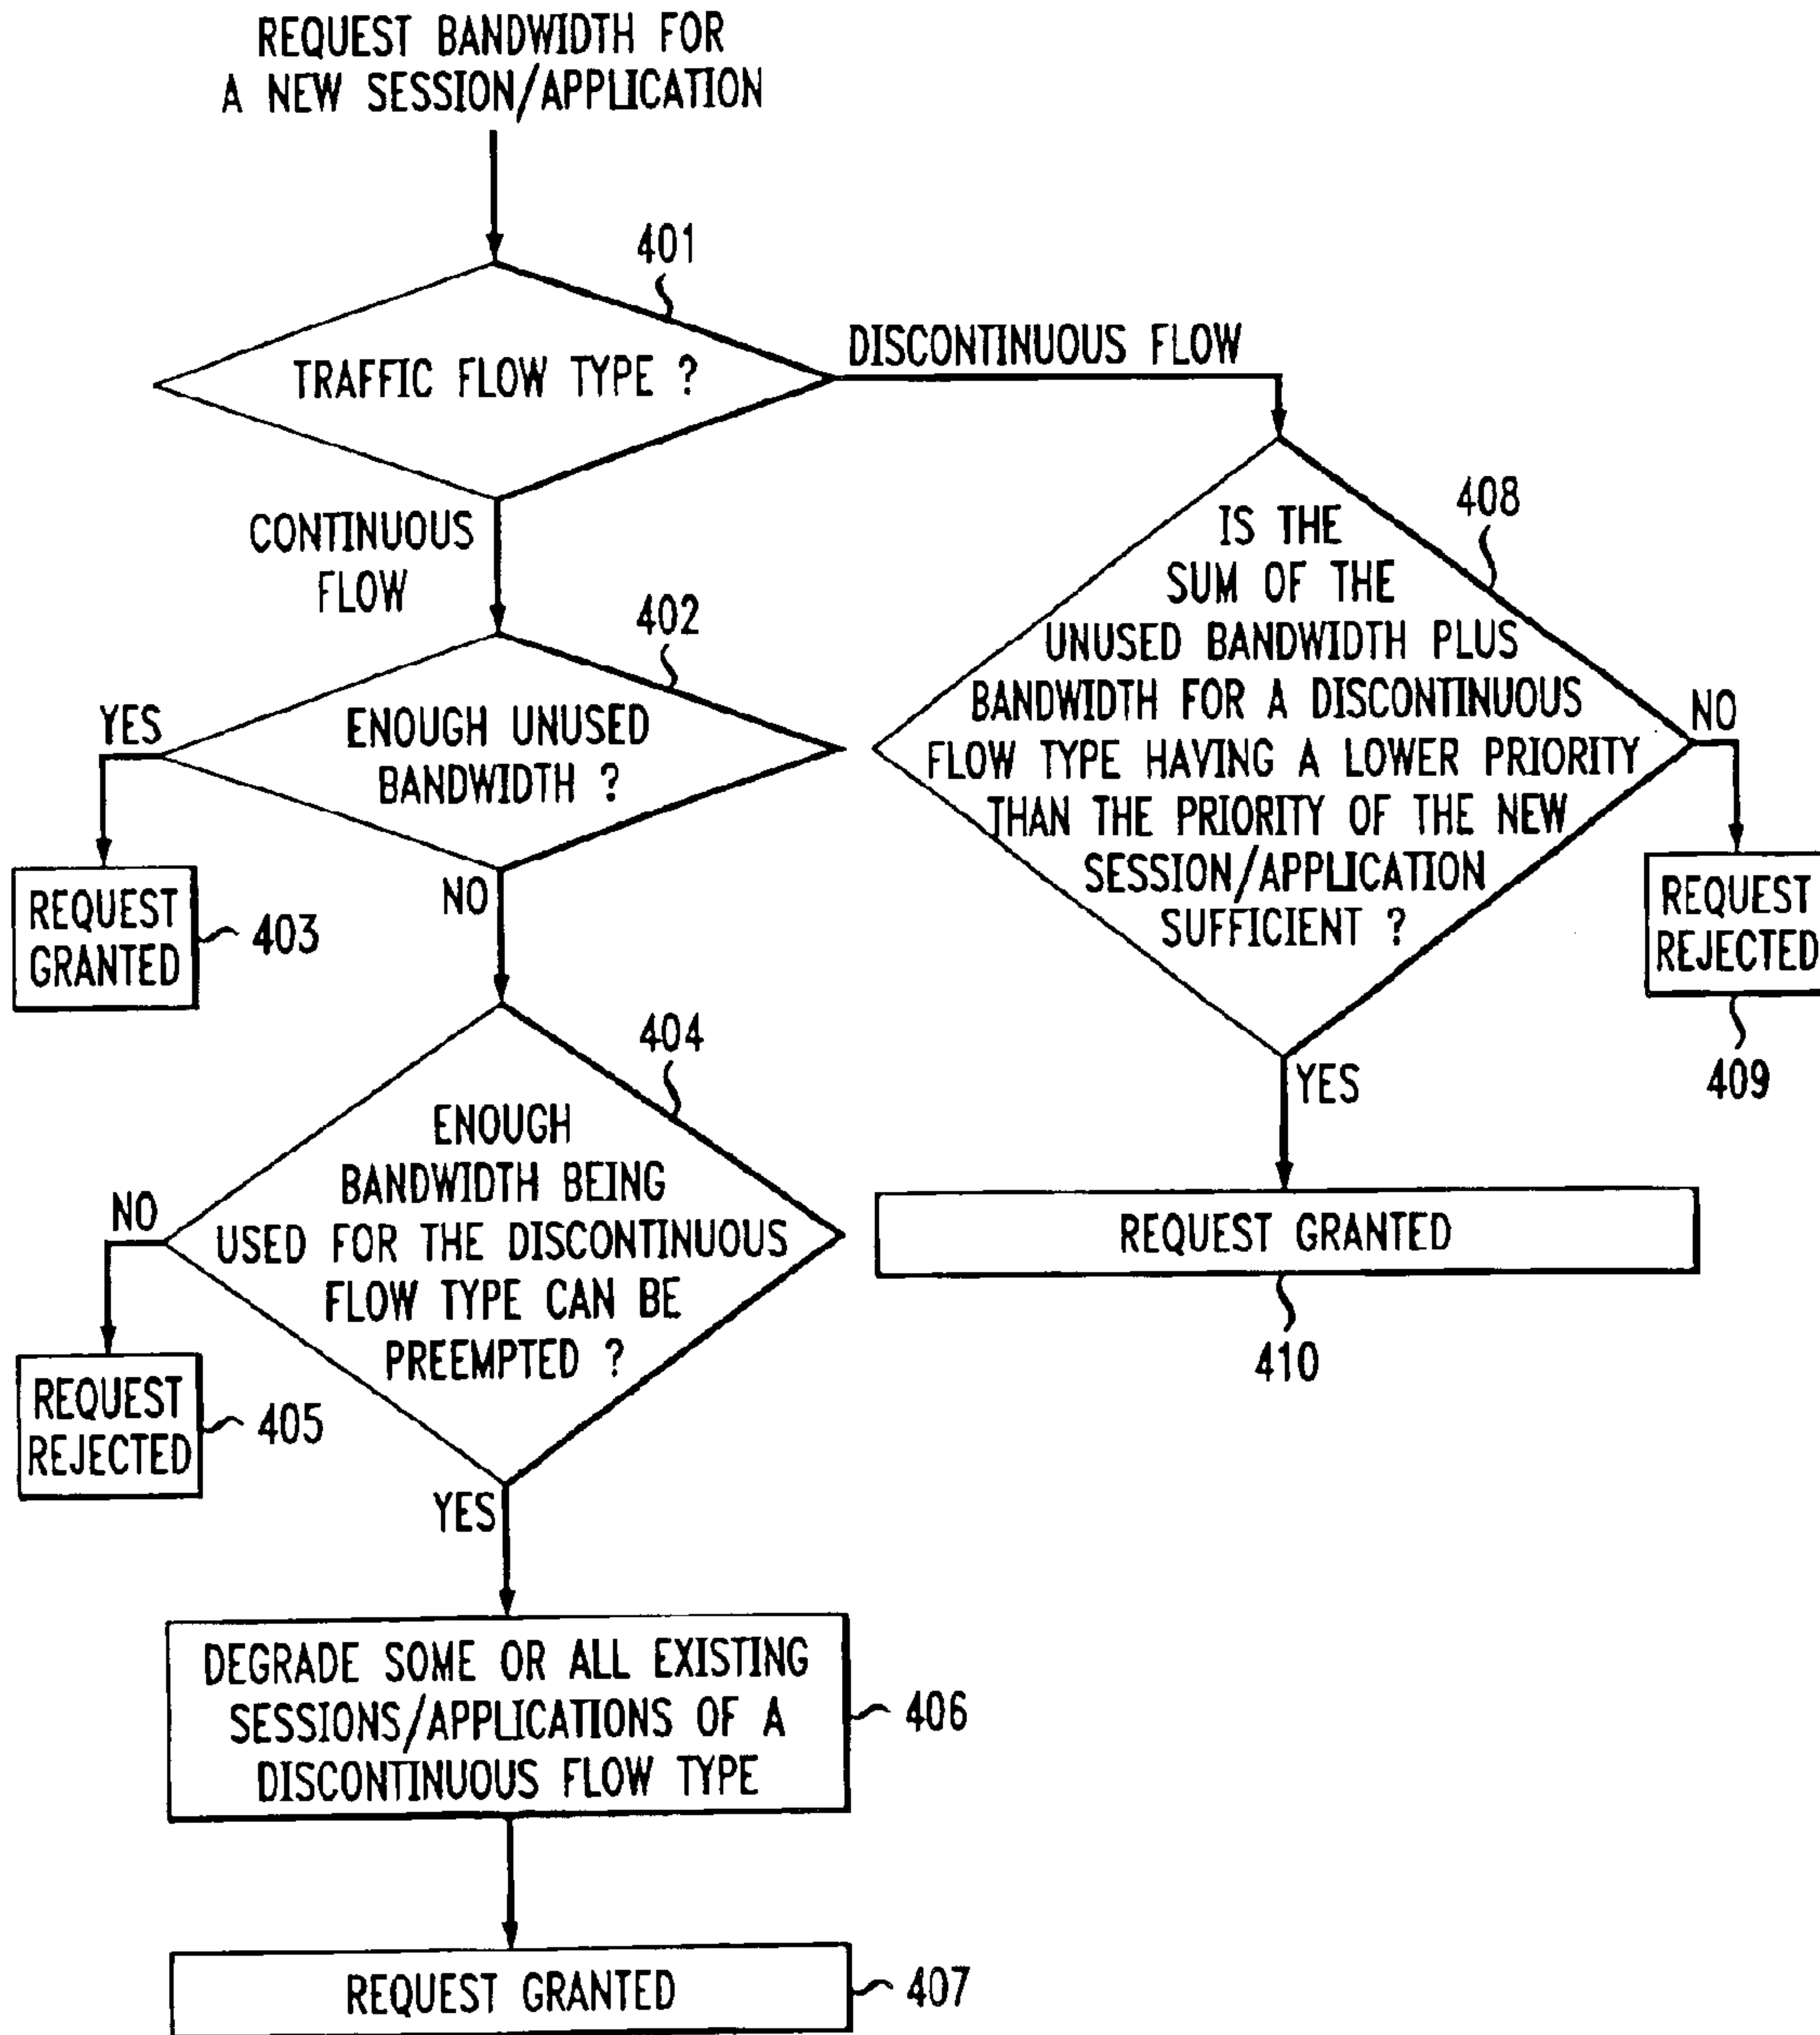 REQUEST BANDWIDTH FOR
A NEW SESSION/APPLICATION
401
TRAFFIC FLOW TYPE ?
DISCONTINUOUS FLOW
CONTINUOUS
FLOW
402
ENOUGH UNUSED
BANDWIDTH ?
YES
REQUEST
GRANTED
403
NO
404
ENOUGH
BANDWIDTH BEING
USED FOR THE DISCONTINUOUS
FLOW TYPE CAN BE
PREEMPTED ?
NO
REQUEST
REJECTED
405
YES
DEGRADE SOME OR ALL EXISTING
SESSIONS/APPLICATIONS OF A
DISCONTINUOUS FLOW TYPE
406
REQUEST GRANTED
407
408
IS THE
SUM OF THE
UNUSED BANDWIDTH PLUS
BANDWIDTH FOR A DISCONTINUOUS
FLOW TYPE HAVING A LOWER PRIORITY
THAN THE PRIORITY OF THE NEW
SESSION/APPLICATION
SUFFICIENT ?
NO
REQUEST
REJECTED
409
YES
REQUEST GRANTED
410